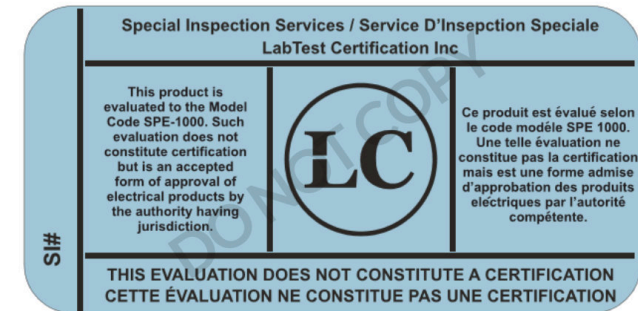 Special Inspection Services / Service D'Insepction Speciale
LabTest Certification Inc
This product is
evaluated to the Model
Code SPE-1000. Such
evaluation does not
constitute certification
but is an accepted
form of approval of
electrical products by
the authority having
jurisdiction.
LC
Ce produit est évalué selon
le code modéle SPE 1000.
Une telle évaluation ne
constitue pas la certification
mais est une forme admise
d'approbation des produits
eléctriques par l'autorité
compétente.
SI#
THIS EVALUATION DOES NOT CONSTITUTE A CERTIFICATION
CETTE ÉVALUATION NE CONSTITUE PAS UNE CERTIFICATION
DO NOT COPY